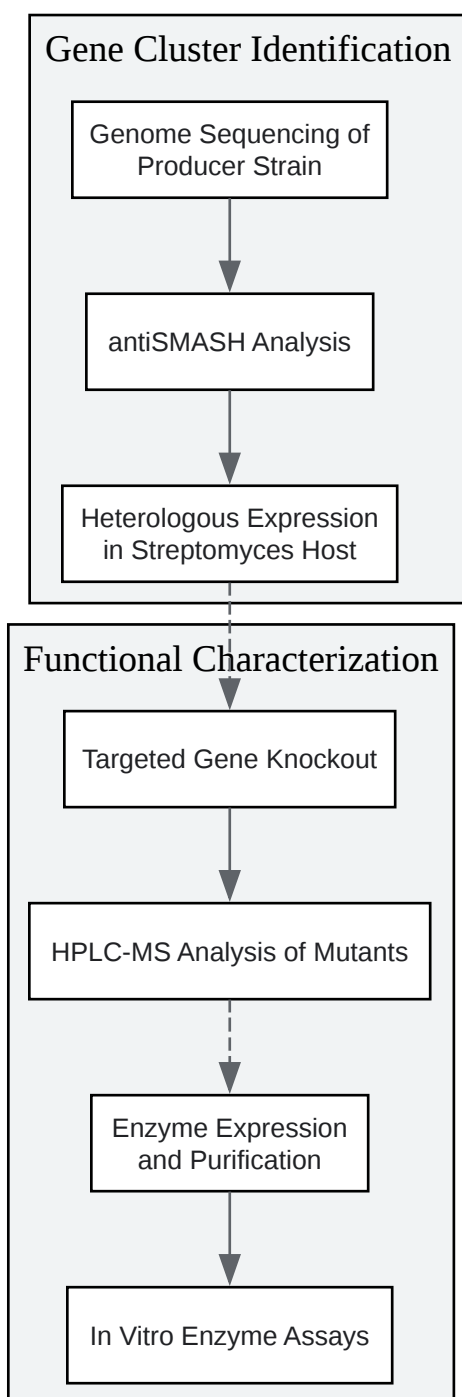 Gene Cluster Identification
Genome Sequencing of
Producer Strain
antiSMASH Analysis
Heterologous Expression
in Streptomyces Host
Functional Characterization
Targeted Gene Knockout
HPLC-MS Analysis of Mutants
Enzyme Expression
and Purification
In Vitro Enzyme Assays